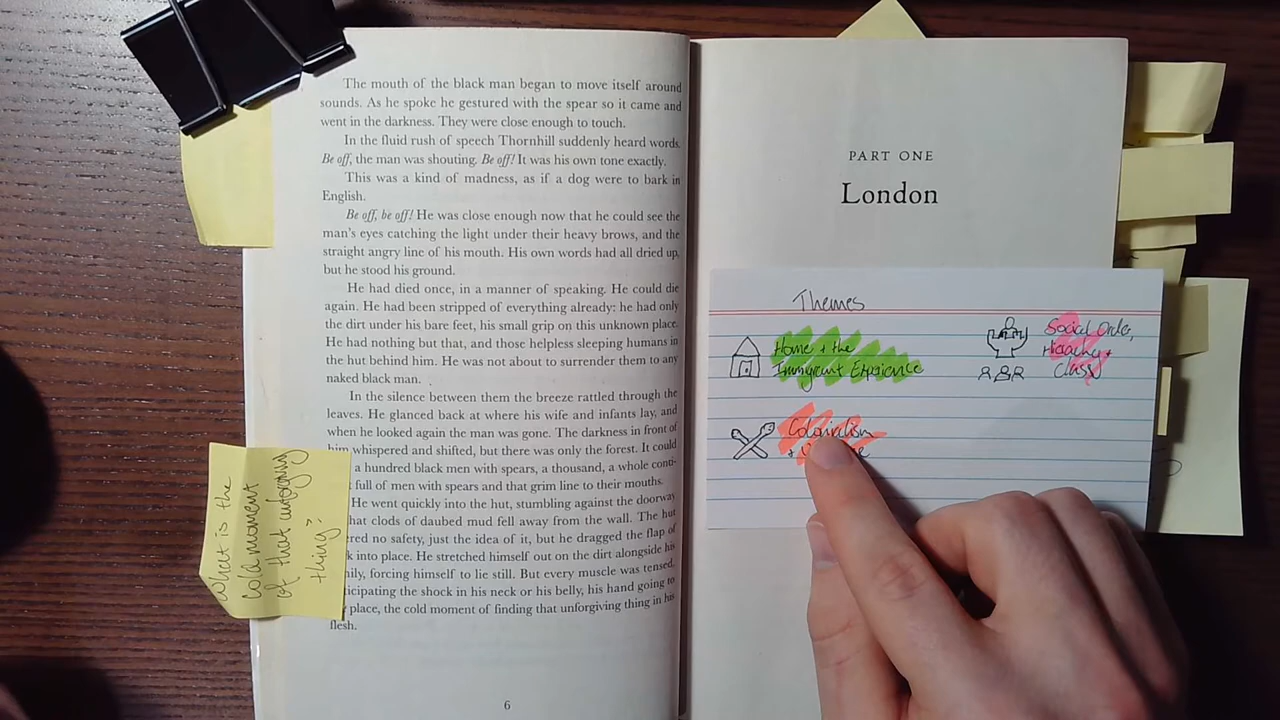 The mouth of the black man began to move itself around
sounds. As he spoke he gestured with the spear so it came and
went in the darkness. They were close enough to touch.
In the fluid rush of speech Thornhill suddenly heard words.
Be off, the man was shouting. Be off! It was his own tone exactly.
This was a kind of madness, as if a dog were to bark in
English.
Be off, be off! He was close enough now that he could see the
man's eyes catching the light under their heavy brows, and the
straight angry line of his mouth. His own words had all dried up,
but he stood his ground.
He had died once, in a manner of speaking. He could die
again. He had been stripped of everything already: he had only
the dirt under his bare feet, his small grip on this unknown place.
He had nothing but that, and those helpless sleeping humans in
the hut behind him. He was not about to surrender them to any
naked black man.
In the silence between them the breeze rattled through the
leaves. He glanced back at where his wife and infants lay, and
when he looked again the man was gone. The darkness in front of
him whispered and shifted, but there was only the forest. It could
a hundred black men with spears, a thousand, a whole conti-
full of men with spears and that grim line to their mouths.
He went quickly into the hut, stumbling against the doorway
hat clods of daubed mud fell away from the wall. The hut
red no safety, just the idea of it, but he dragged the flap of
k into place. He stretched himself out on the dirt alongside his
ily, forcing himself to lie still. But every muscle was tensed,
icipating the shock in his neck or his belly, his hand going to
place, the cold moment of finding that unforgiving thing in his
flesh.
6
What is the
cold moment
of that unforgiving
thing?
PART ONE
London
Themes
Home + the
Immigrant Experience
Social Order,
Hierachy +
Class
Colonialism
+